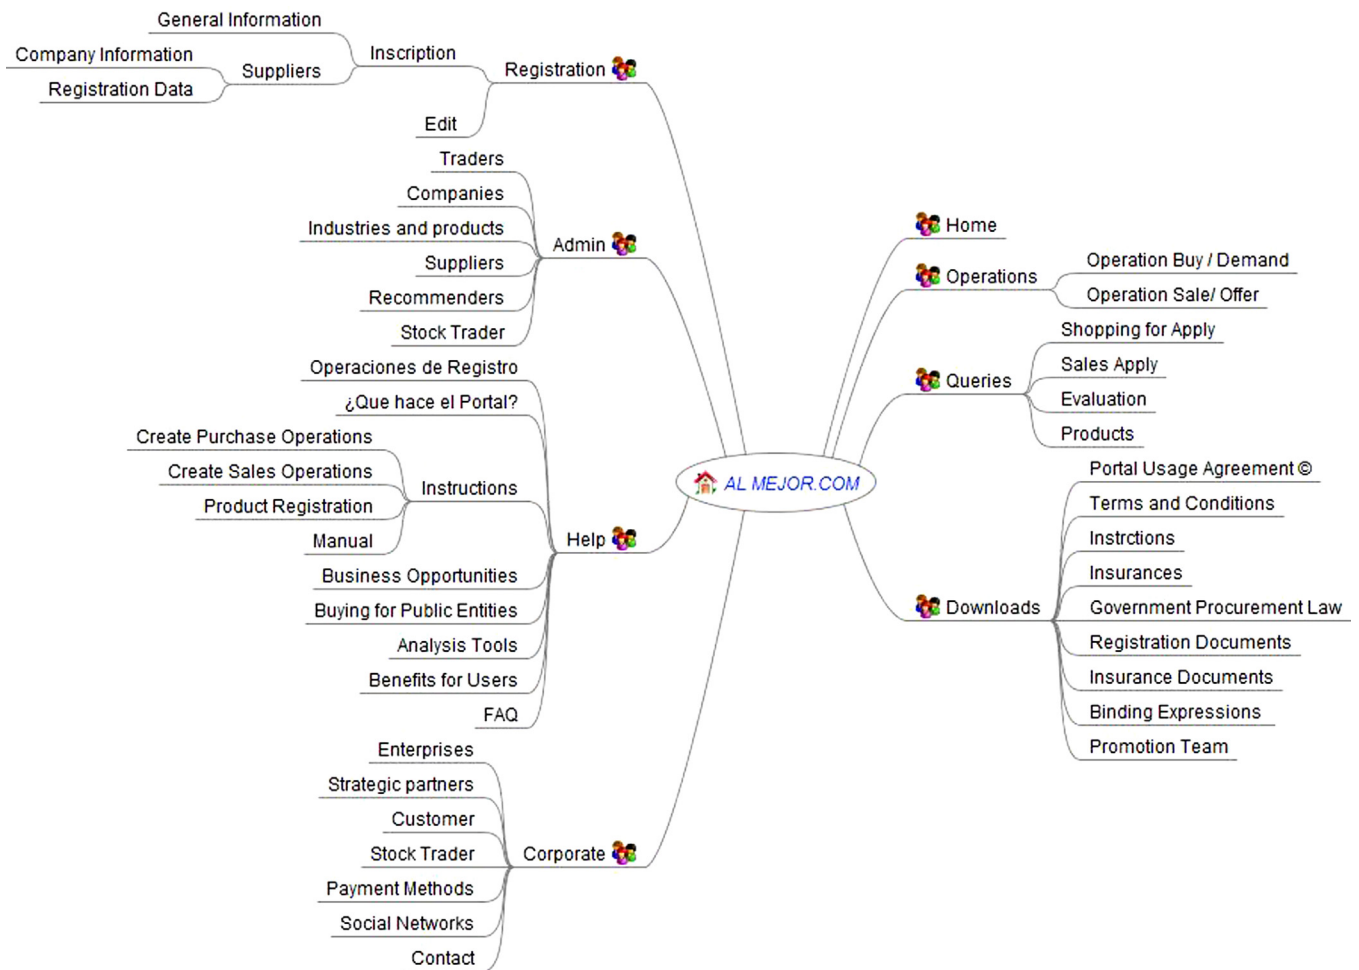 General Information
Company Information
Registration Data
Suppliers
Inscription
Edit
Registration
Traders
Companies
Industries and products
Suppliers
Recommenders
Stock Trader
Admin
Operaciones de Registro
¿Que hace el Portal?
Create Purchase Operations
Create Sales Operations
Product Registration
Manual
Instructions
Business Opportunities
Buying for Public Entities
Analysis Tools
Benefits for Users
FAQ
Help
Enterprises
Strategic partners
Customer
Stock Trader
Payment Methods
Social Networks
Contact
Corporate
AL MEJOR.COM
Home
Operations
Operation Buy / Demand
Operation Sale/ Offer
Queries
Shopping for Apply
Sales Apply
Evaluation
Products
Downloads
Portal Usage Agreement ©
Terms and Conditions
Instrctions
Insurances
Government Procurement Law
Registration Documents
Insurance Documents
Binding Expressions
Promotion Team